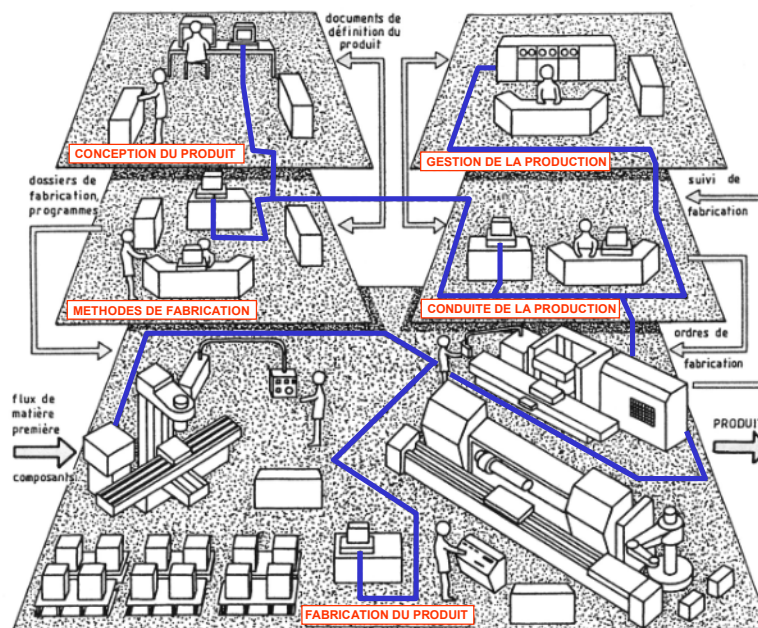 documents de
définition du
produit
CONCEPTION DU PRODUIT
GESTION DE LA PRODUCTION
dossiers de
fabrication,
programmes
suivi de
fabrication
METHODES DE FABRICATION
CONDUITE DE LA PRODUCTION
ordres de
fabrication
flux de
matière
première
composants
PRODUIT
FABRICATION DU PRODUIT